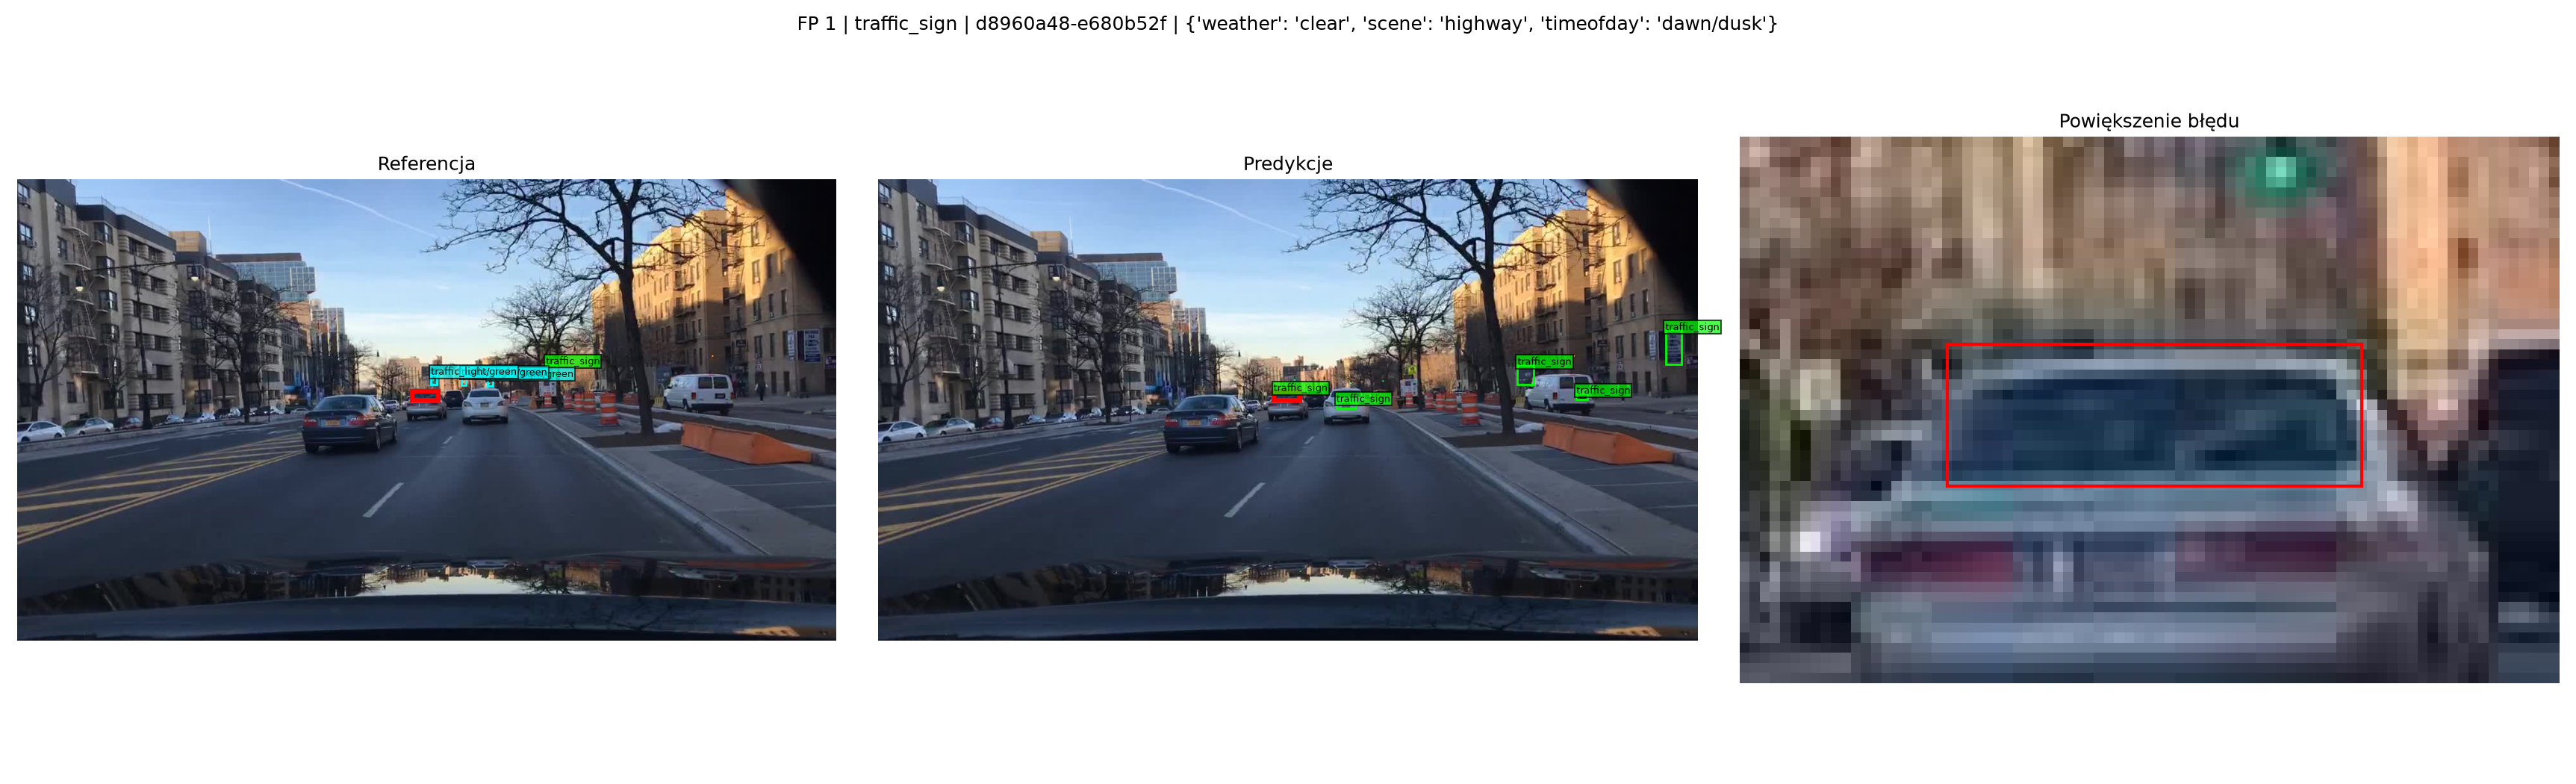 FP 1 | traffic_sign | d8960a48-e680b52f | {'weather': 'clear', 'scene': 'highway', 'timeofday': 'dawn/dusk'}
Referencja
Predykcje
Powiększenie błędu
traffic_sign
traffic_light/green
green
green
traffic_sign
traffic_sign
traffic_sign
traffic_sign
traffic_sign